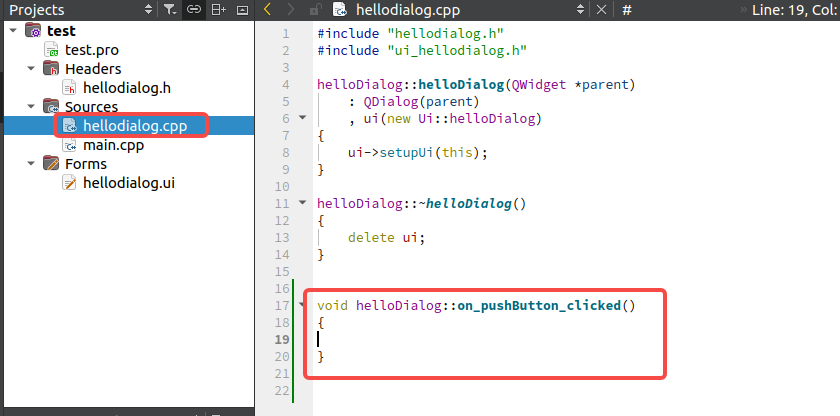 Projects
hellodialog.cpp
#
Line: 19, Col:
test
test.pro
Headers
hellodialog.h
Sources
hellodialog.cpp
main.cpp
Forms
hellodialog.ui
1 #include "hellodialog.h"
2 #include "ui_hellodialog.h"
3
4 helloDialog::helloDialog(QWidget *parent)
5 : QDialog(parent)
6 , ui(new Ui::helloDialog)
7 {
8 ui->setupUi(this);
9 }
10
11 helloDialog::~helloDialog()
12 {
13 delete ui;
14 }
15
16
17 void helloDialog::on_pushButton_clicked()
18 {
19
20 }
21
22